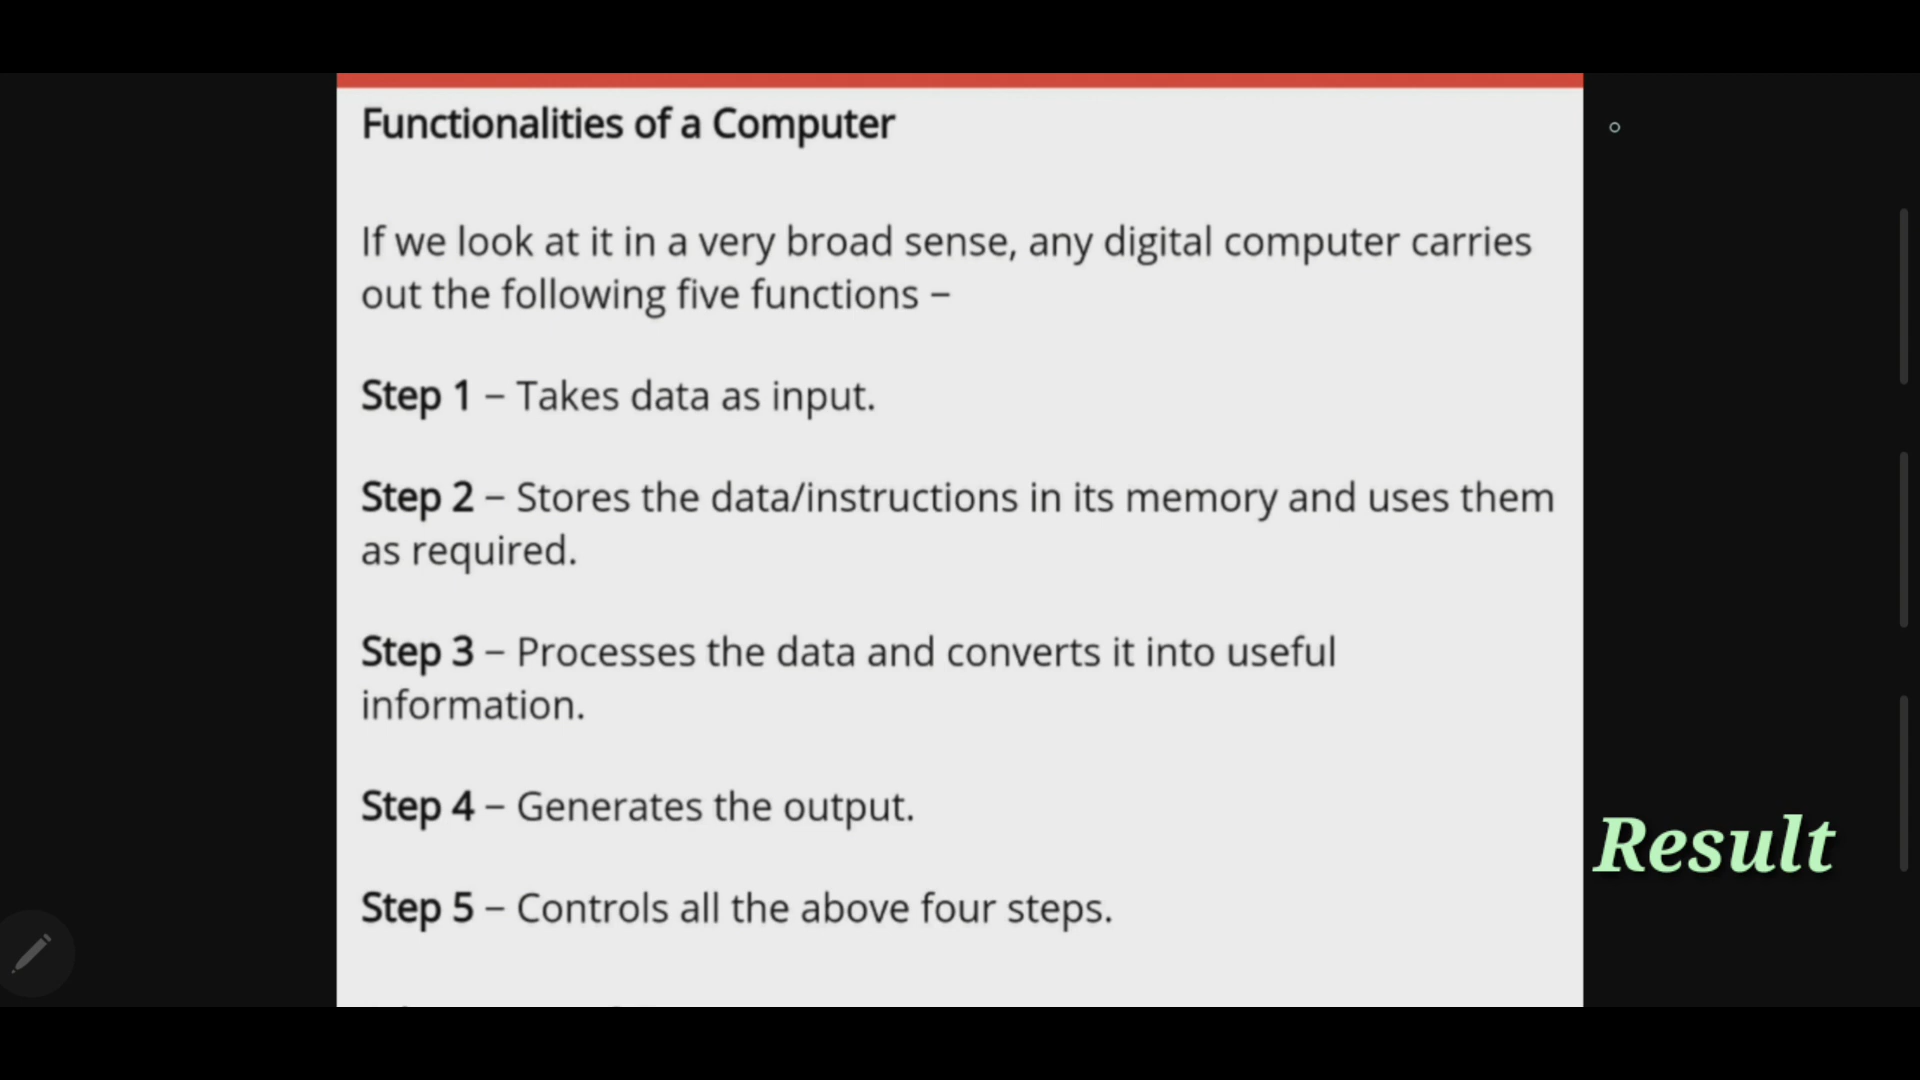 Functionalities of a Computer
If we look at it in a very broad sense, any digital computer carries
out the following five functions –
Step 1 – Takes data as input.
Step 2 – Stores the data/instructions in its memory and uses them
as required.
Step 3 – Processes the data and converts it into useful
information.
Step 4 – Generates the output.
Result
Step 5 – Controls all the above four steps.